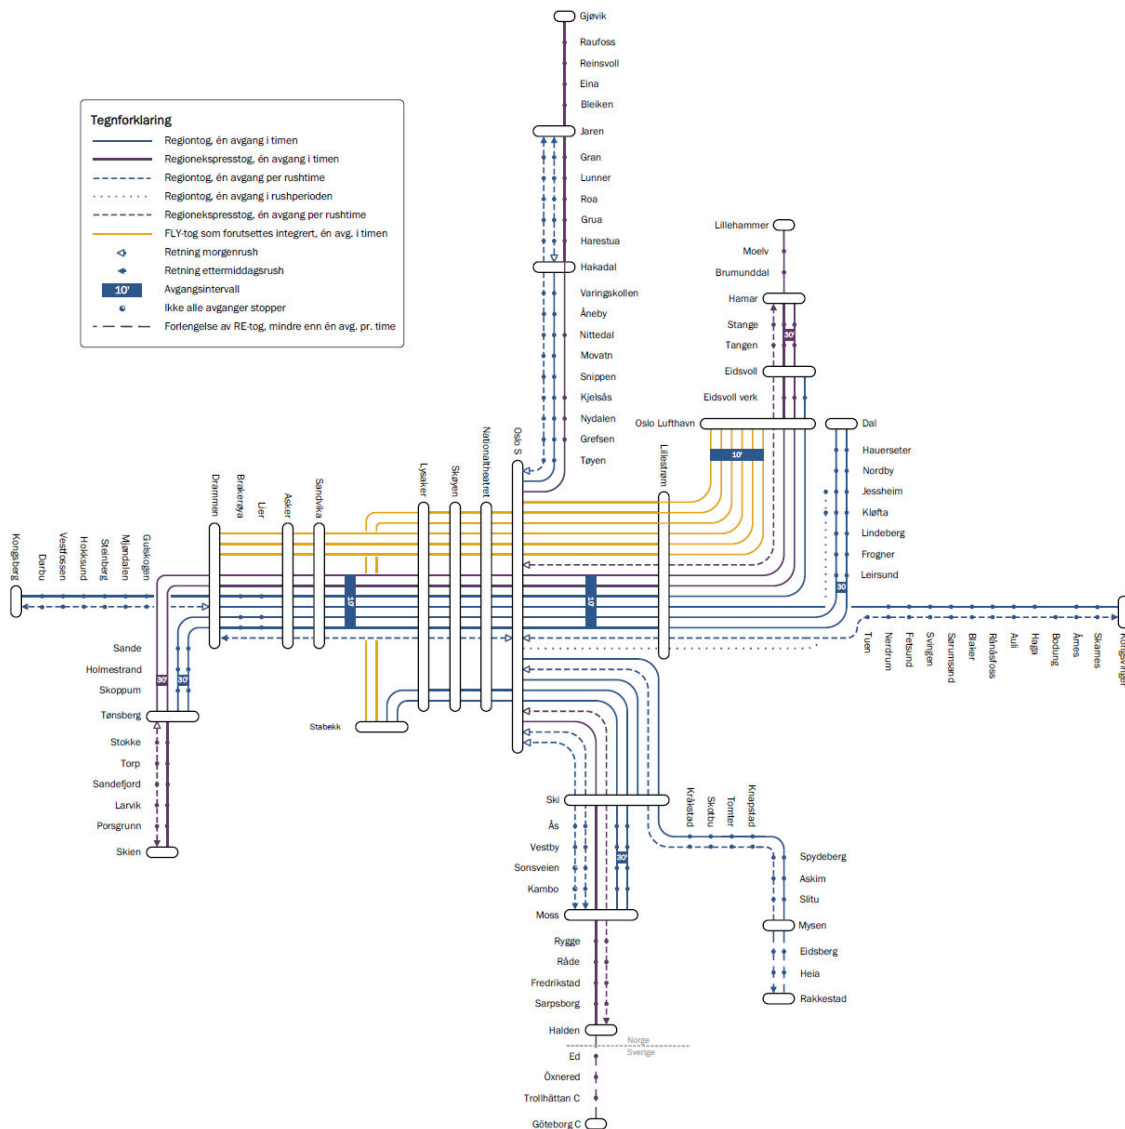 Gjøvik
Raufoss
Reinsvoll
Eina
Bleiken
Jaren
Gran
Lunner
Roa
Grua
Harestua
Hakadal
Varingskollen
Åneby
Nittedal
Movatn
Snippen
Kjelsås
Nydalen
Grefsen
Tøyen
Tegnforklaring
Regiontog, én avgang i timen
Regionekspresstog, én avgang i timen
Regiontog, én avgang per rushtime
Regiontog, én avgang i rushperioden
Regionekspresstog, én avgang per rushtime
FLY-tog som forutsettes integrert, én avg. i timen
Retning morgenrush
Retning ettermiddagsrush
10' Avgangsintervall
Ikke alle avganger stopper
Forlengelse av RE-tog, mindre enn én avg. pr. time
Lillehammer
Moelv
Brumunddal
Hamar
Stange
30'
Tangen
Eidsvoll
Eidsvoll verk
Oslo Lufthavn
10'
Dal
Hauerseter
Nordby
Jessheim
Kløfta
Lindeberg
Frogner
Leirsund
30'
Kongsberg
Darbu
Vestfossen
Hokksund
Steinberg
Mjøndalen
Gulskogen
Drammen
Brakerøya
Lier
Asker
Sandvika
Lysaker
Skøyen
Nationaltheatret
Oslo S
Lillestrøm
10'
10'
Tuen
Nerdrum
Fetsund
Svingen
Sørumsand
Blaker
Rånåsfoss
Auli
Haga
Bodung
Årnes
Skarnes
Kongsvinger
Sande
Holmestrand
Skoppum
30'
30'
Tønsberg
Stokke
Torp
Sandefjord
Larvik
Porsgrunn
Skien
Stabekk
Ski
Ås
Vestby
Sonsveien
Kambo
30'
Moss
Rygge
Råde
Fredrikstad
Sarpsborg
Halden
Norge
Sverige
Ed
Öxnered
Trollhättan C
Göteborg C
Kråkstad
Skotbu
Tomter
Knapstad
Spydeberg
Askim
Slitu
Mysen
Eidsberg
Heia
Rakkestad